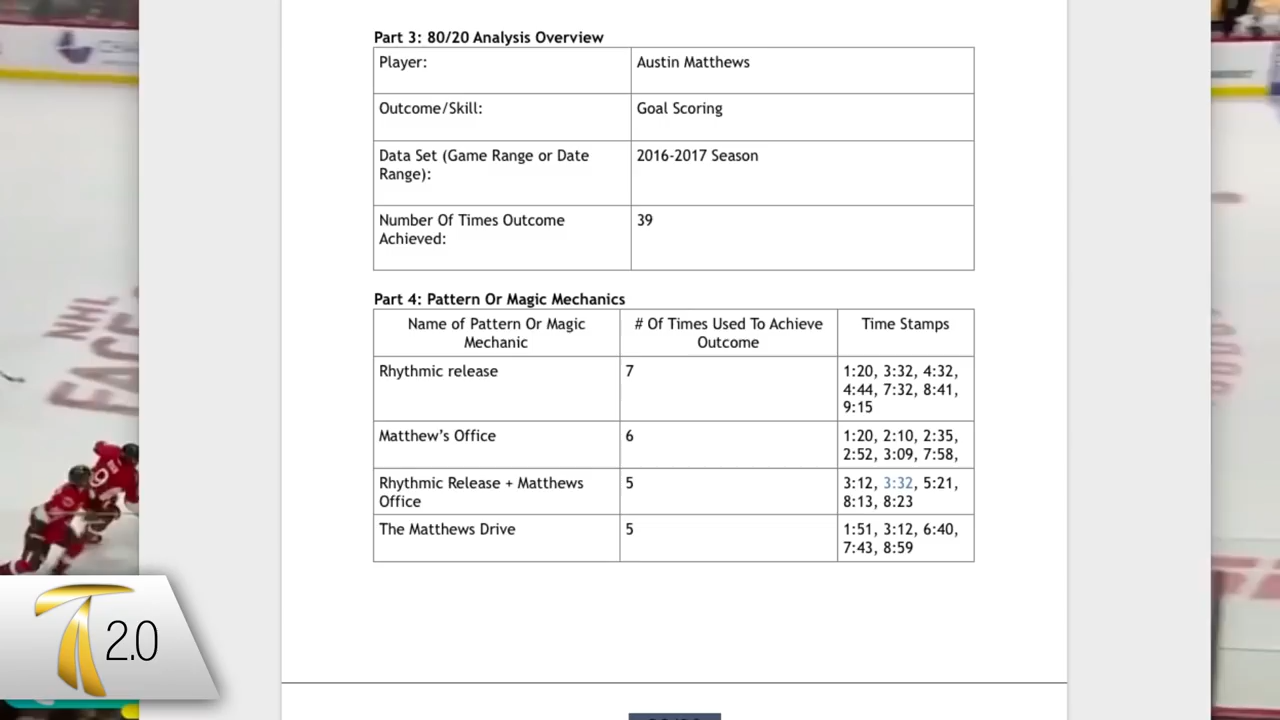 Part 3: 80/20 Analysis Overview
Player:
Austin Matthews
Outcome/Skill:
Goal Scoring
Data Set (Game Range or Date
Range):
2016-2017 Season
Number Of Times Outcome
Achieved:
39
Part 4: Pattern Or Magic Mechanics
Name of Pattern Or Magic
Mechanic
# Of Times Used To Achieve
Outcome
Time Stamps
Rhythmic release
7
1:20, 3:32, 4:32,
4:44, 7:32, 8:41,
9:15
Matthew's Office
6
1:20, 2:10, 2:35,
2:52, 3:09, 7:58,
Rhythmic Release + Matthews
Office
5
3:12, 3:32, 5:21,
8:13, 8:23
The Matthews Drive
5
1:51, 3:12, 6:40,
7:43, 8:59
NHL
2.0